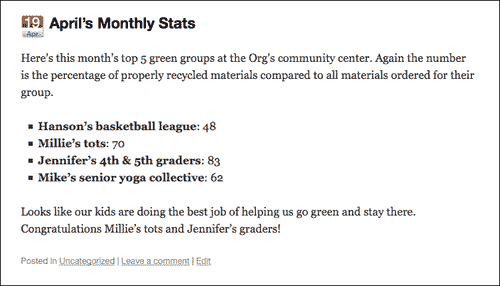 19 April's Monthly Stats
Apr
Here's this month's top 5 green groups at the Org's community center. Again the number
is the percentage of properly recycled materials compared to all materials ordered for their
group.
Hanson's basketball league: 48
Millie's tots: 70
Jennifer's 4th & 5th graders: 83
Mike's senior yoga collective: 62
Looks like our kids are doing the best job of helping us go green and stay there.
Congratulations Millie's tots and Jennifer's graders!
Posted in Uncategorized | Leave a comment | Edit